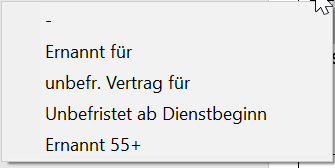 -
Ernannt für
unbefr. Vertrag für
Unbefristet ab Dienstbeginn
Ernannt 55+